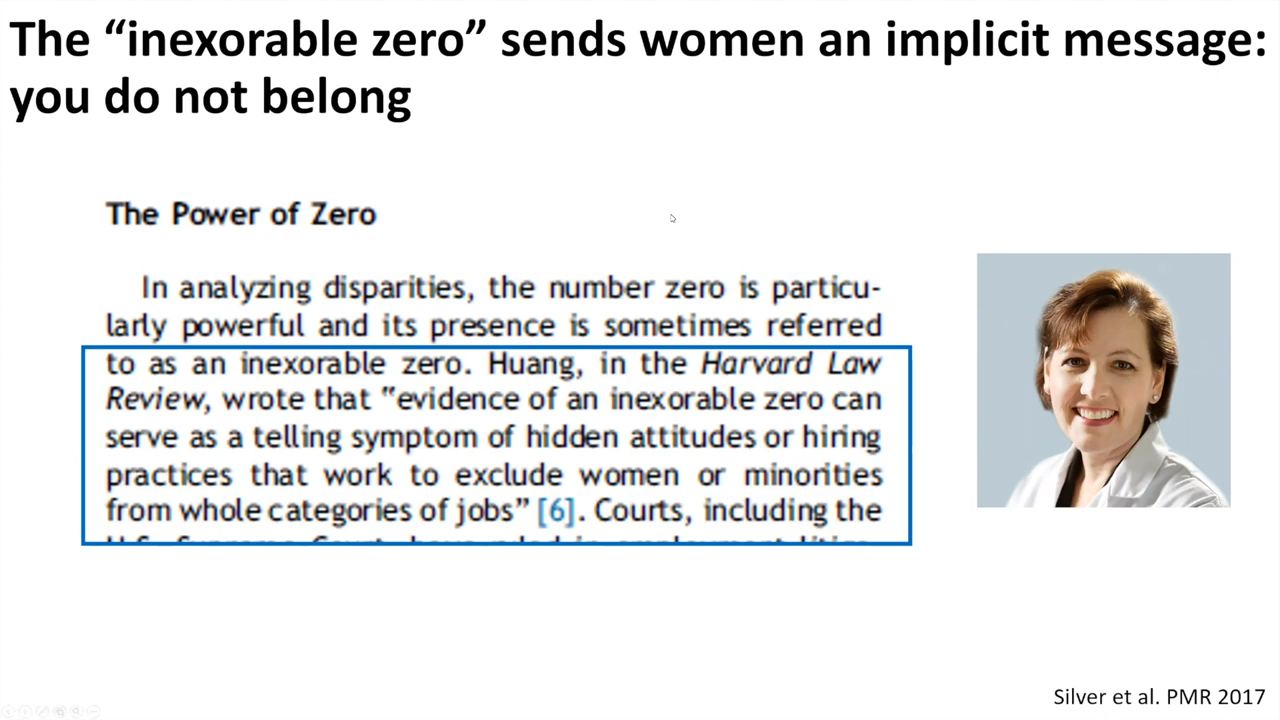 The “inexorable zero” sends women an implicit message:
you do not belong
The Power of Zero
In analyzing disparities, the number zero is particu-
larly powerful and its presence is sometimes referred
to as an inexorable zero. Huang, in the Harvard Law
Review, wrote that “evidence of an inexorable zero can
serve as a telling symptom of hidden attitudes or hiring
practices that work to exclude women or minorities
from whole categories of jobs” [6]. Courts, including the
Silver et al. PMR 2017